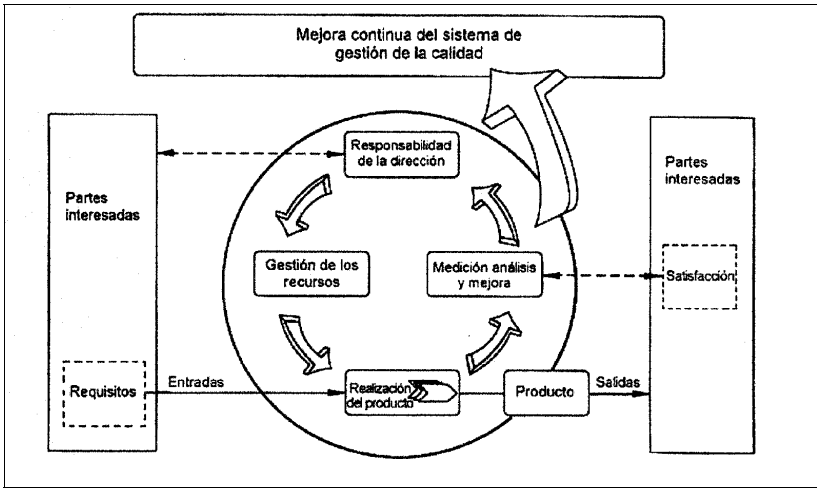 Mejora continua del sistema de
gestión de la calidad
Responsabilidad
de la dirección
Partes
interesadas
Partes
interesadas
Gestión de los
recursos
Medición análisis
y mejora
Satisfacción
Requisitos
Entradas
Realización
del producto
Producto
Salidas